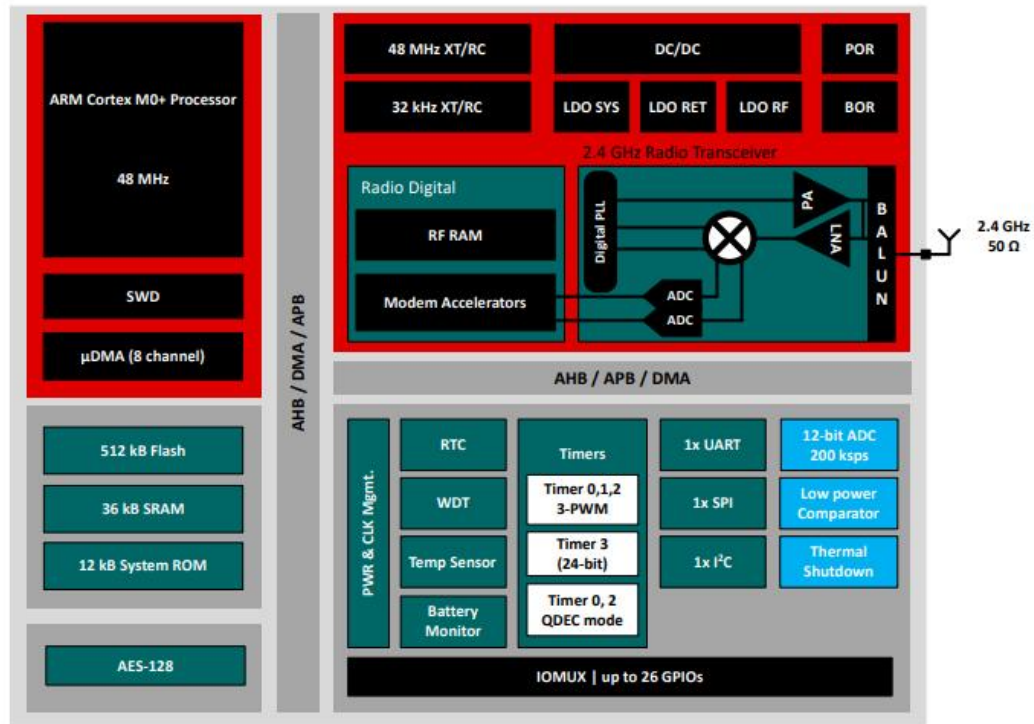 ARM Cortex M0+ Processor
48 MHz
SWD
µDMA (8 channel)
512 kB Flash
36 kB SRAM
12 kB System ROM
AES-128
AHB / DMA / APB
48 MHz XT/RC
DC/DC
POR
32 kHz XT/RC
LDO SYS
LDO RET
LDO RF
BOR
2.4 GHz Radio Transceiver
Radio Digital
RF RAM
Modem Accelerators
Digital PLL
PA
LNA
ADC
ADC
BALUN
2.4 GHz
50 Ω
AHB / APB / DMA
PWR & CLK Mgmt.
RTC
WDT
Temp Sensor
Battery
Monitor
Timers
Timer 0,1,2
3-PWM
Timer 3
(24-bit)
Timer 0, 2
QDEC mode
1x UART
1x SPI
1x I²C
12-bit ADC
200 ksps
Low power
Comparator
Thermal
Shutdown
IOMUX | up to 26 GPIOs